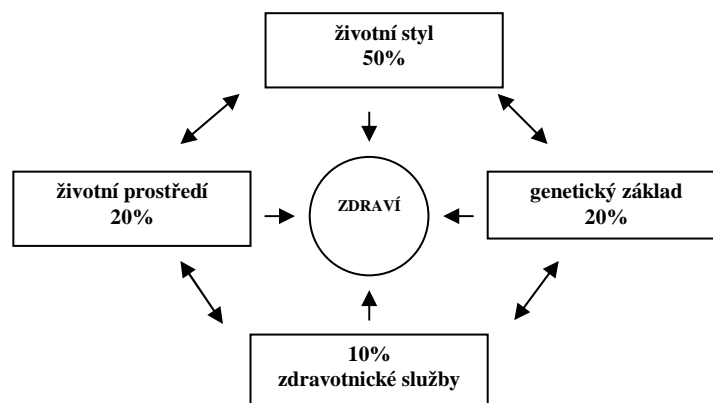 životní styl
50%
životní prostředí
20%
ZDRAVÍ
genetický základ
20%
10%
zdravotnické služby